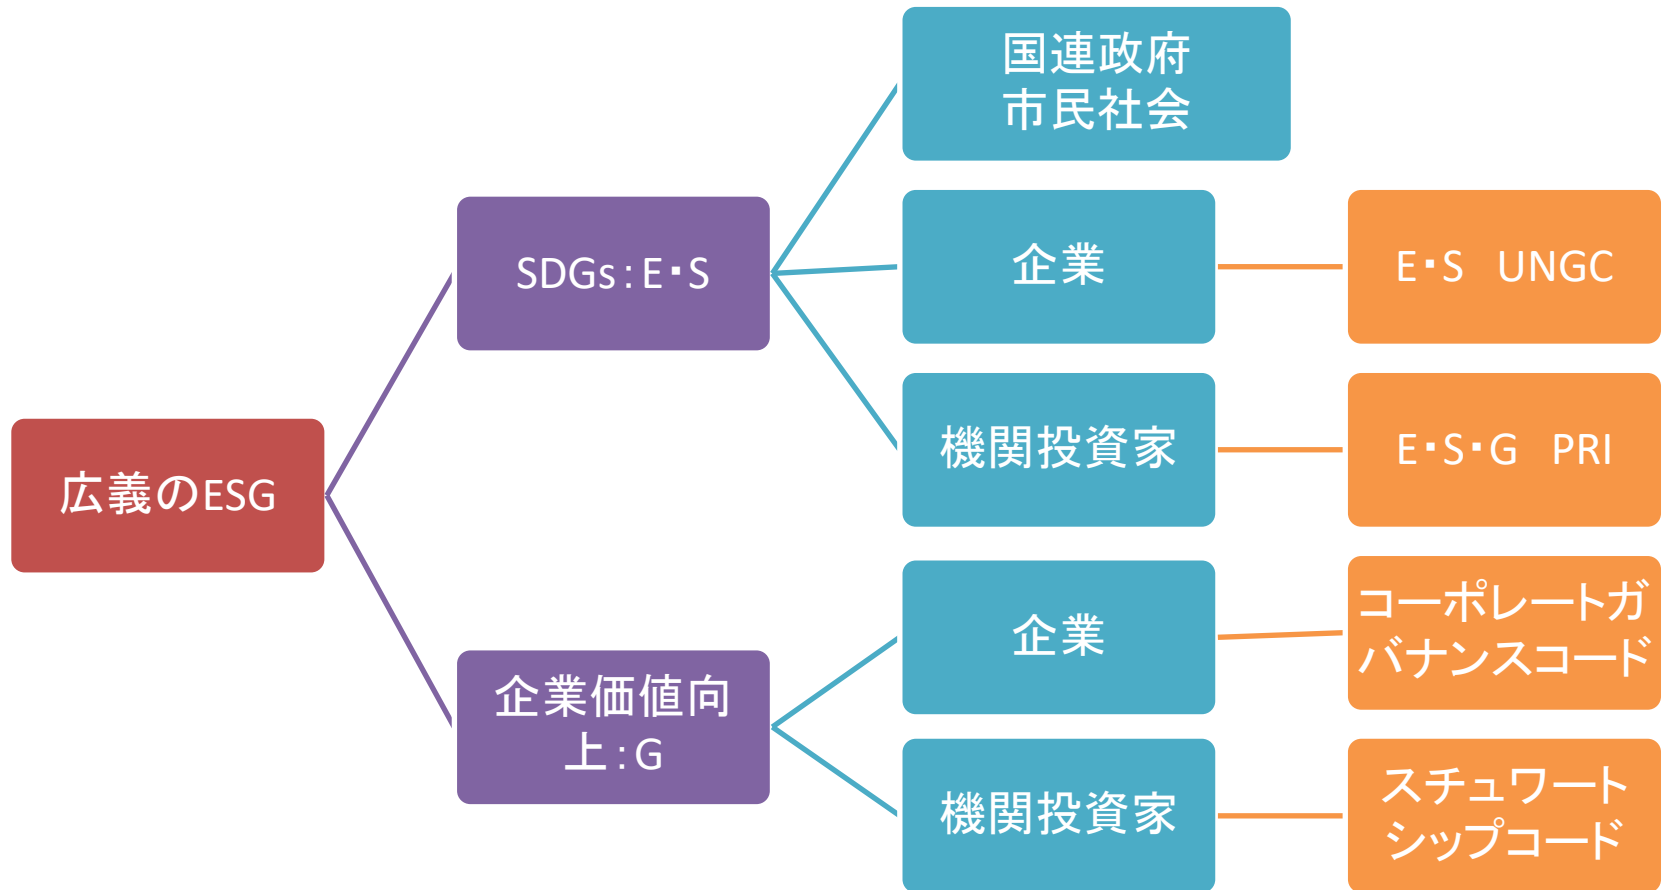 国連政府
市民社会
SDGs：E・S
企業
E・S　UNGC
機関投資家
E・S・G　PRI
広義のESG
企業価値向
上：G
企業
コーポレートガ
バナンスコード
機関投資家
スチュワート
シップコード